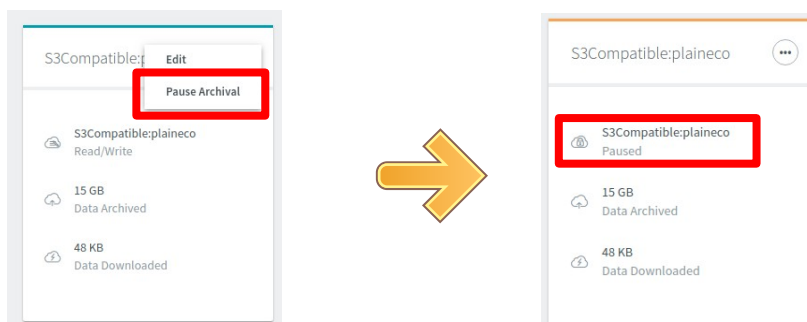 S3Compatible:p
Edit
Pause Archival
S3Compatible:plaineco
Read/Write
15 GB
Data Archived
48 KB
Data Downloaded
S3Compatible:plaineco
S3Compatible:plaineco
Paused
15 GB
Data Archived
48 KB
Data Downloaded